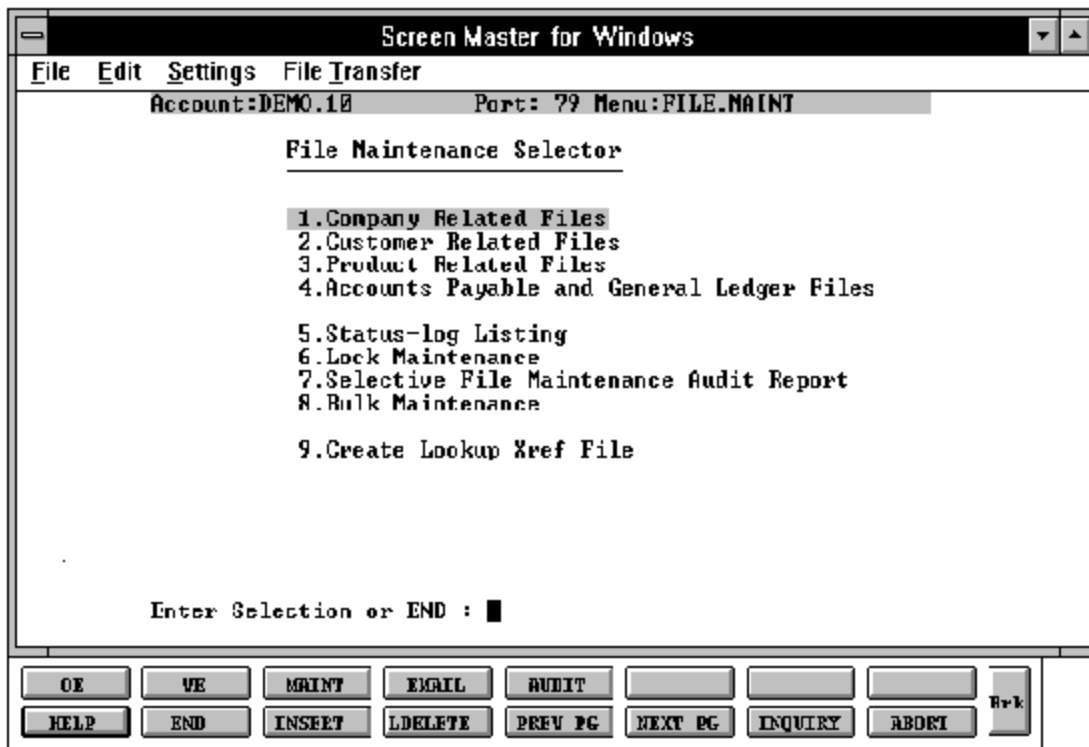 Screen Master for Windows
File Edit Settings File Transfer
Account:DEMO.10 Port: 79 Menu:FILE.MAINT
File Maintenance Selector
1.Company Related Files
2.Customer Related Files
3.Product Related Files
4.Accounts Payable and General Ledger Files
5.Status-log Listing
6.Lock Maintenance
7.Selective File Maintenance Audit Report
8.Bulk Maintenance
9.Create Lookup Xref File
Enter Selection or END :
OE VE MAINT EMAIL AUDIT
HELP END INSERT LDELETE PREV PG NEXT PG INQUIRY ABORT Brk